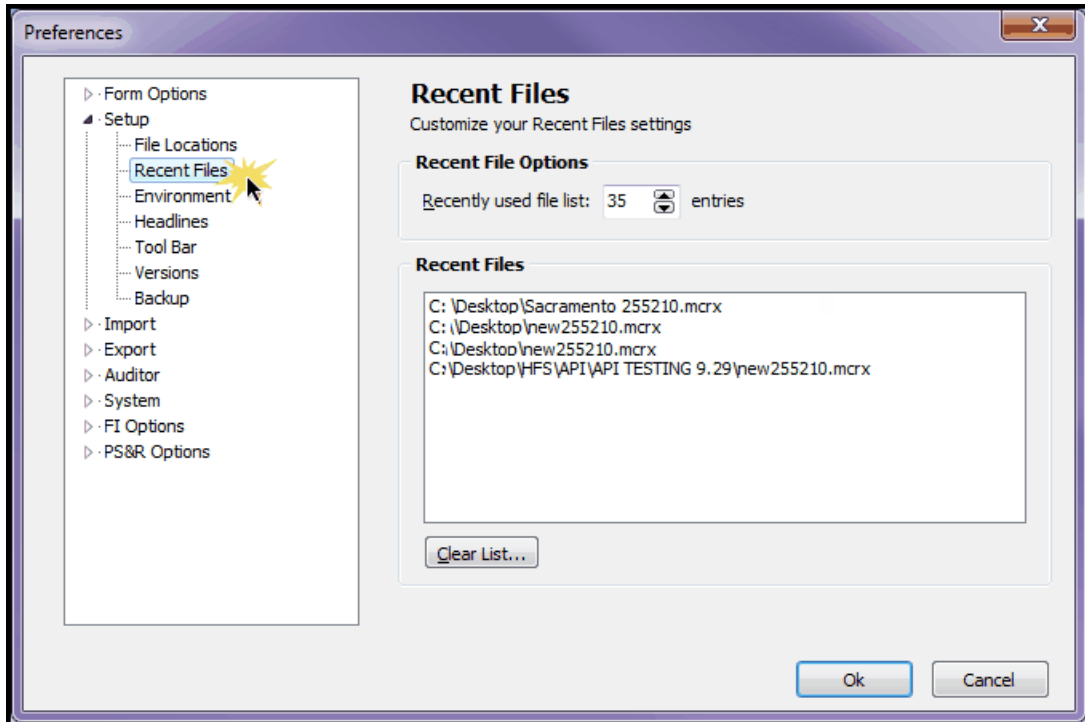 Preferences
Form Options
Setup
File Locations
Recent Files
Environment
Headlines
Tool Bar
Versions
Backup
Import
Export
Auditor
System
FI Options
PS&R Options
Recent Files
Customize your Recent Files settings
Recent File Options
Recently used file list: 35 entries
Recent Files
C: \Desktop\Sacramento 255210.mcrx
C: \Desktop\new255210.mcrx
C:\Desktop\new255210.mcrx
C:\Desktop\HFS\API\API TESTING 9.29\new255210.mcrx
Clear List...
Ok Cancel